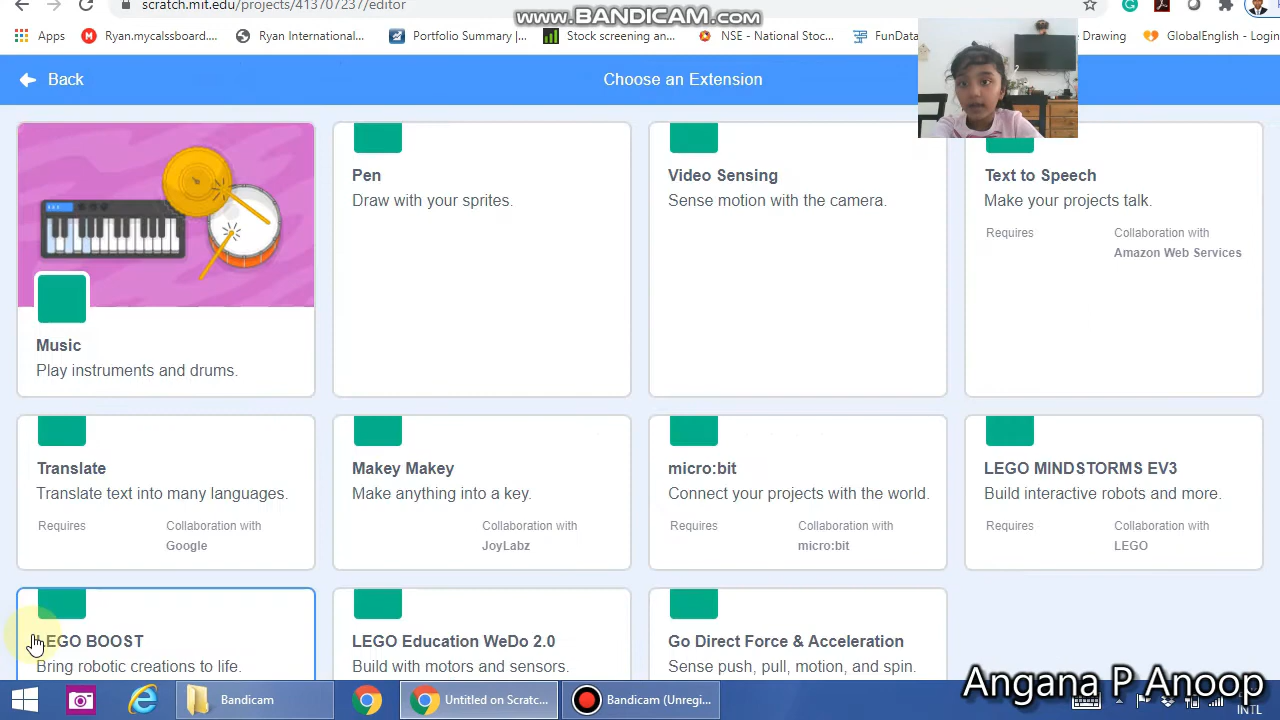 scratch.mit.edu/projects/413707237/editor
www.BANDICAM.com
Apps
Ryan.mycalssboard....
Ryan International...
Portfolio Summary |...
Stock screening an...
NSE - National Stoc...
FunData
Drawing
GlobalEnglish - Login
Back
Choose an Extension
Music
Play instruments and drums.
Pen
Draw with your sprites.
Video Sensing
Sense motion with the camera.
Text to Speech
Make your projects talk.
Requires
Collaboration with
Amazon Web Services
Translate
Translate text into many languages.
Requires
Collaboration with
Google
Makey Makey
Make anything into a key.
Collaboration with
JoyLabz
micro:bit
Connect your projects with the world.
Requires
Collaboration with
micro:bit
LEGO MINDSTORMS EV3
Build interactive robots and more.
Requires
Collaboration with
LEGO
LEGO BOOST
Bring robotic creations to life.
LEGO Education WeDo 2.0
Build with motors and sensors.
Go Direct Force & Acceleration
Sense push, pull, motion, and spin.
Angana P Anoop
Bandicam
Untitled on Scratc...
Bandicam (Unregi...
INTL